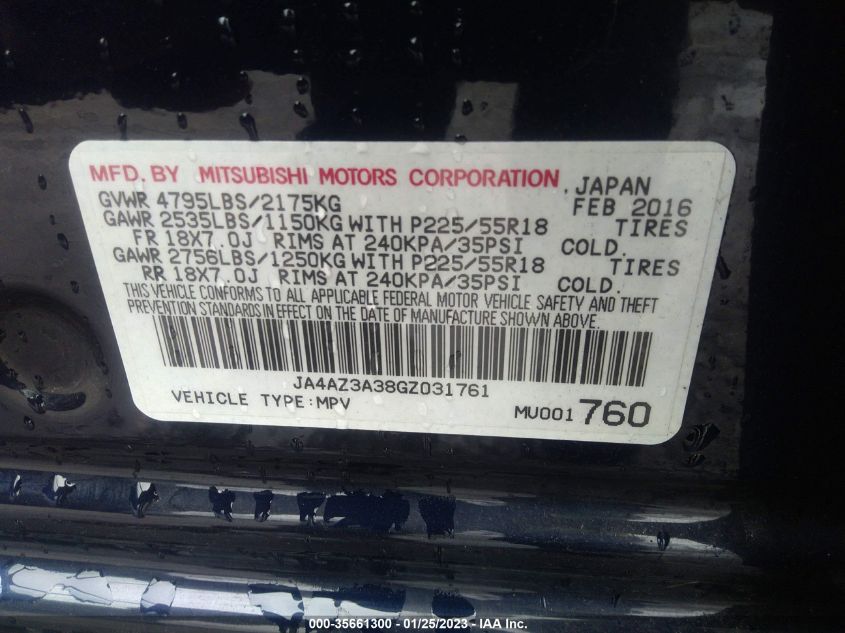 MFD. BY MITSUBISHI MOTORS CORPORATION, JAPAN
GVWR 4795LBS/2175KG FEB 2016
GAWR 2535LBS/1150KG WITH P225/55R18 TIRES
FR 18X7.0J RIMS AT 240KPA/35PSI COLD.
GAWR 2756LBS/1250KG WITH P225/55R18 TIRES
RR 18X7.0J RIMS AT 240KPA/35PSI COLD.
THIS VEHICLE CONFORMS TO ALL APPLICABLE FEDERAL MOTOR VEHICLE SAFETY AND THEFT
PREVENTION STANDARDS IN EFFECT ON THE DATE OF MANUFACTURE SHOWN ABOVE.
JA4AZ3A38GZ031761
VEHICLE TYPE:MPV MU001760
000-35661300 - 01/25/2023 - IAA Inc.